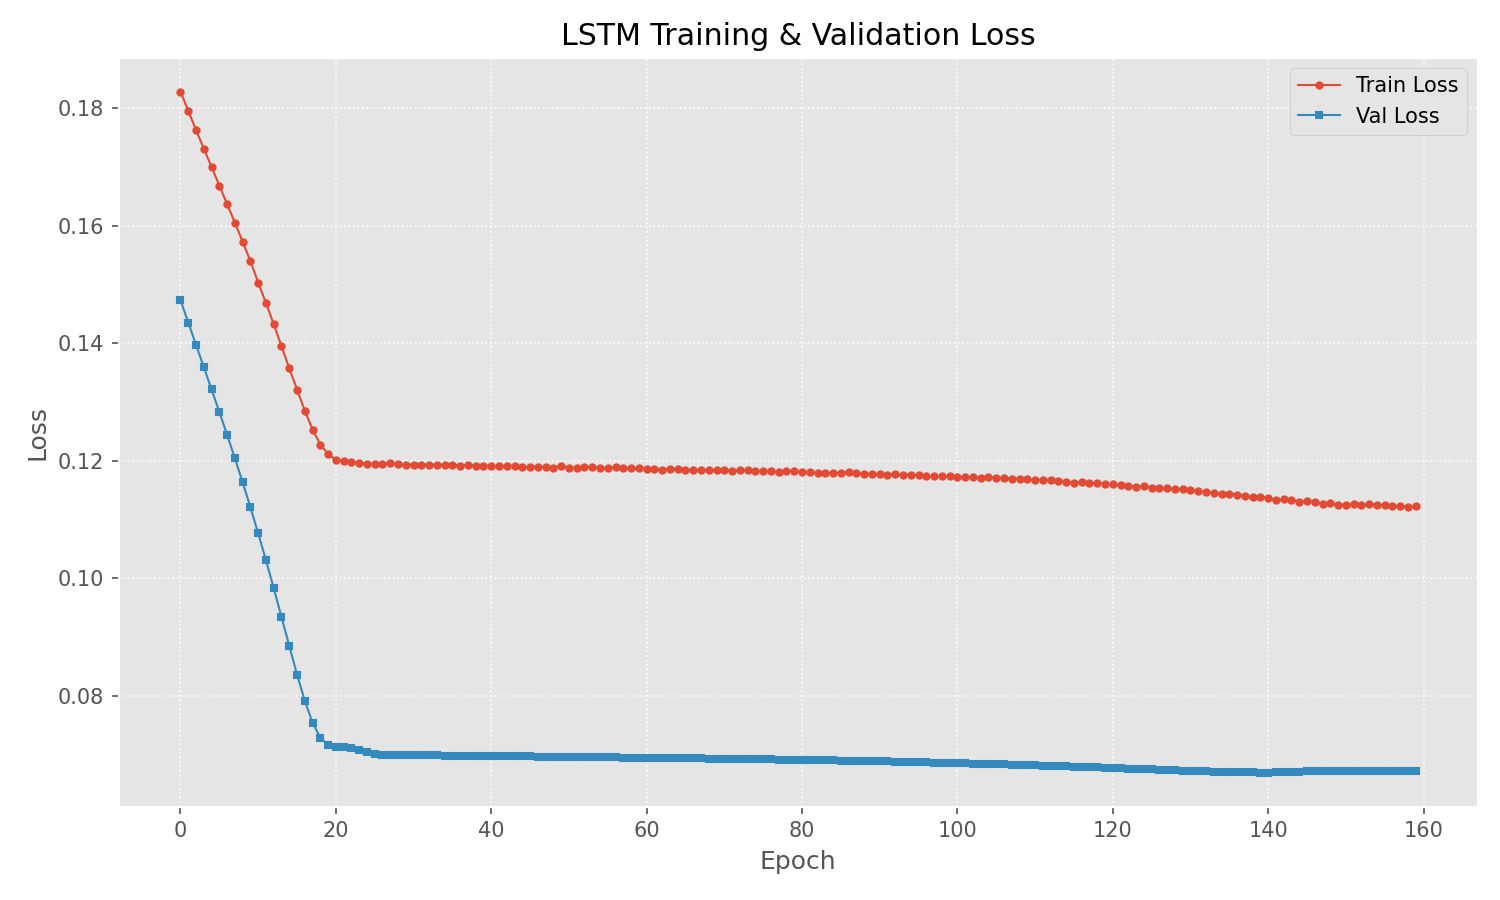 LSTM Training & Validation Loss
Train Loss
Val Loss
0.18
0.16
0.14
0.12
0.10
0.08
Loss
0 20 40 60 80 100 120 140 160
Epoch